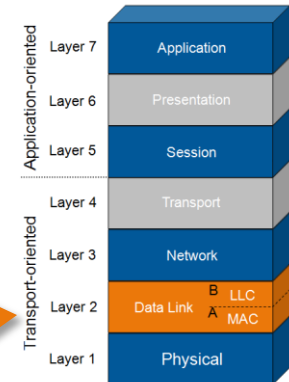 Application-oriented
Transport-oriented
Layer 7 Application
Layer 6 Presentation
Layer 5 Session
Layer 4 Transport
Layer 3 Network
Layer 2 Data Link B LLC
A MAC
Layer 1 Physical